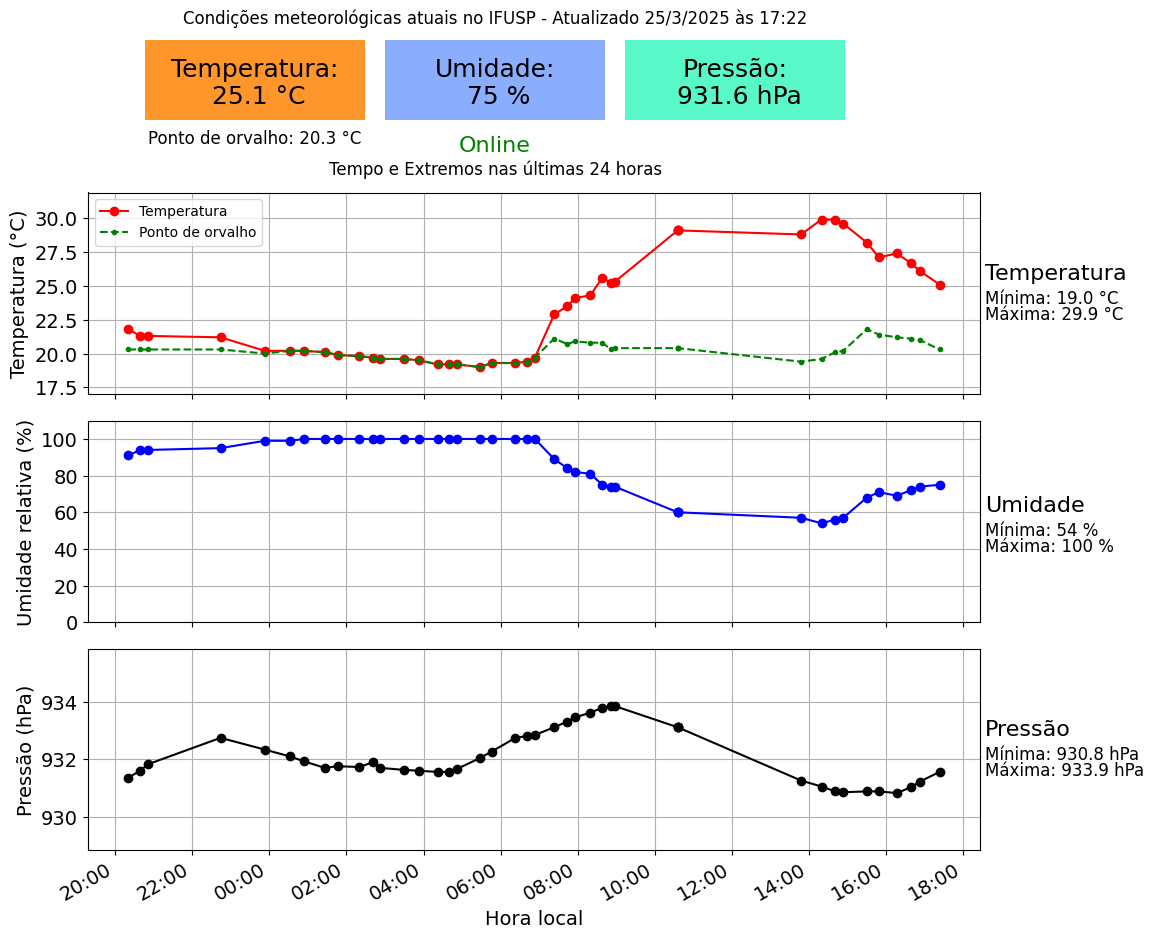 Condições meteorológicas atuais no IFUSP - Atualizado 25/3/2025 às 17:22
Temperatura:
25.1 °C
Umidade:
75 %
Pressão:
931.6 hPa
Ponto de orvalho: 20.3 °C
Online
Tempo e Extremos nas últimas 24 horas
Temperatura (°C)
30.0
27.5
25.0
22.5
20.0
17.5
Temperatura
Ponto de orvalho
Temperatura
Mínima: 19.0 °C
Máxima: 29.9 °C
Umidade relativa (%)
100
80
60
40
20
0
Umidade
Mínima: 54 %
Máxima: 100 %
Pressão (hPa)
934
932
930
Pressão
Mínima: 930.8 hPa
Máxima: 933.9 hPa
20:00 22:00 00:00 02:00 04:00 06:00 08:00 10:00 12:00 14:00 16:00 18:00
Hora local